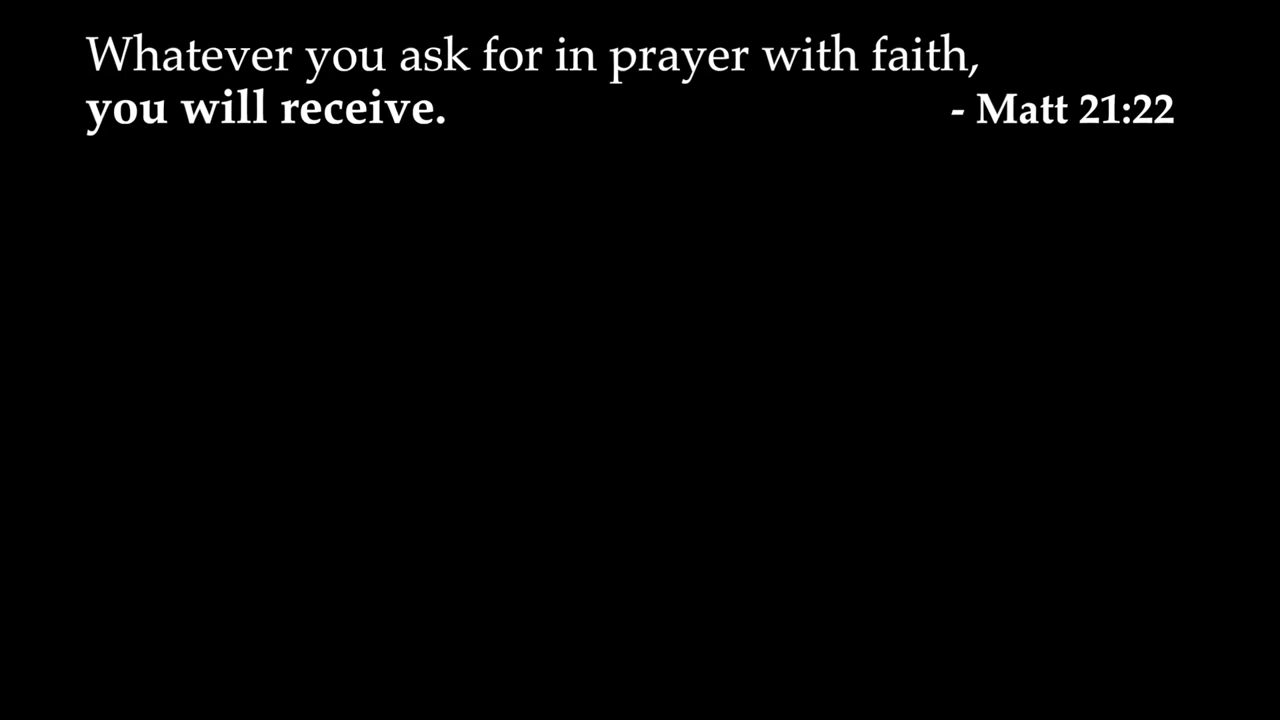 Whatever you ask for in prayer with faith,
you will receive. - Matt 21:22